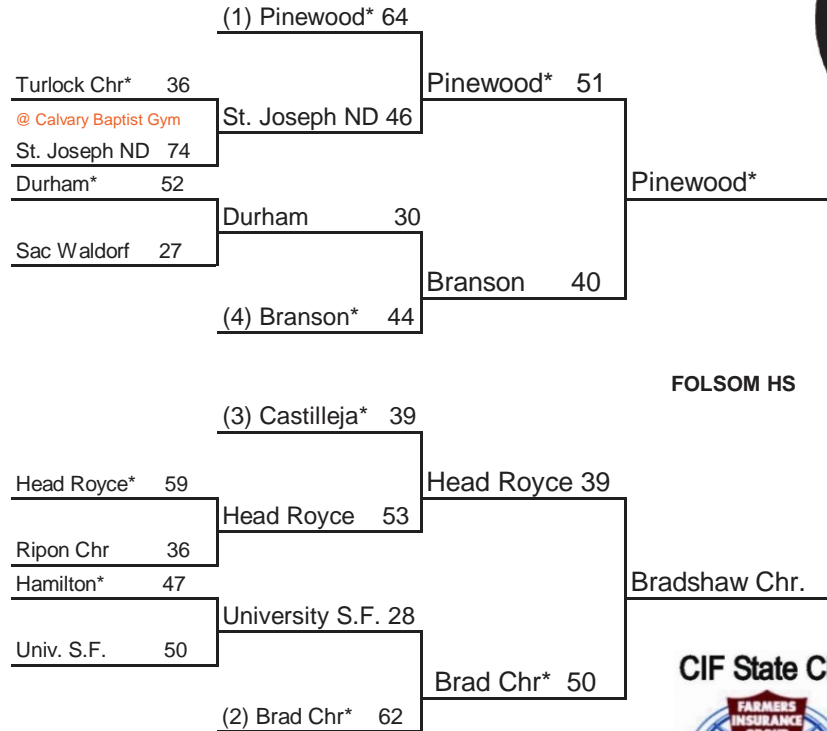 (1) Pinewood* 64
Turlock Chr* 36
Pinewood* 51
@ Calvary Baptist Gym
St. Joseph ND 46
St. Joseph ND 74
Durham* 52
Pinewood*
Durham 30
Sac Waldorf 27
Branson 40
(4) Branson* 44
FOLSOM HS
(3) Castilleja* 39
Head Royce* 59
Head Royce 39
Head Royce 53
Ripon Chr 36
Hamilton* 47
Bradshaw Chr.
University S.F. 28
Univ. S.F. 50
CIF State C
Brad Chr* 50
(2) Brad Chr* 62
FARMERS
INSURANCE